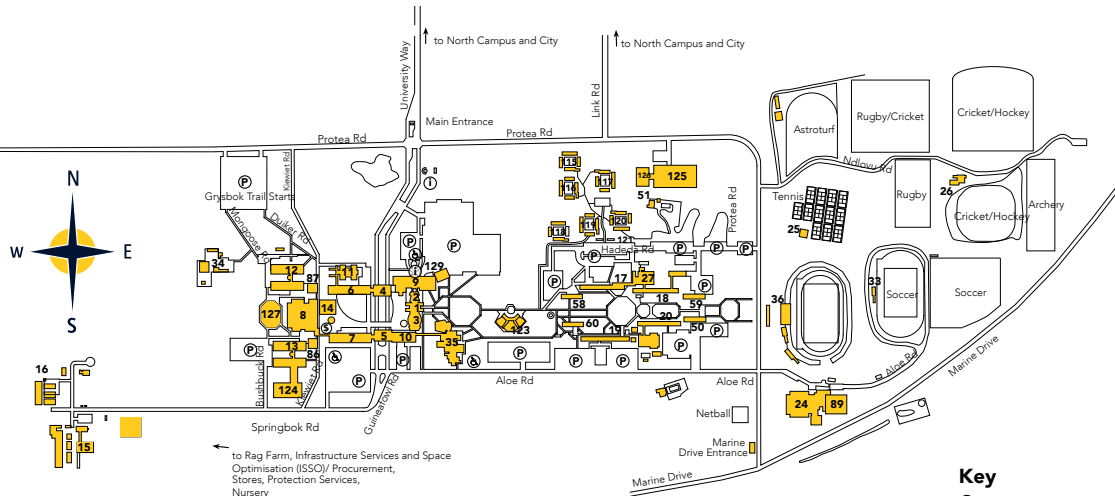 to North Campus and City
to North Campus and City
University Way
Link Rd
Main Entrance
Protea Rd
Protea Rd
Kiewiet Rd
P
Grysbok Trail Starts
Mongoose Rd
Duiker Rd
i
N
W
E
S
Astroturf
Rugby/Cricket
Cricket/Hockey
Ndlovu Rd
Rugby
26
Cricket/Hockey
Archery
Tennis
25
115
116
117
118
119
120
121
126
125
51
Protea Rd
Hadeda Rd
P
P
P
P
P
P
P
P
34
12
87
11
6
4
9
129
2
1
3
127
8
14
S
7
5
10
13
86
P
124
P
P
35
P
123
58
17
27
18
59
60
19
20
50
P
P
P
P
P
36
33
Soccer
Soccer
Bushbuck Rd
Kiewiet Rd
Guineafowl Rd
Aloe Rd
Aloe Rd
Aloe Rd
Marine Drive
16
15
Springbok Rd
to Rag Farm, Infrastructure Services and Space
Optimisation (ISSO)/ Procurement,
Stores, Protection Services,
Nursery
Netball
24
89
Marine
Drive Entrance
Marine Drive
Key